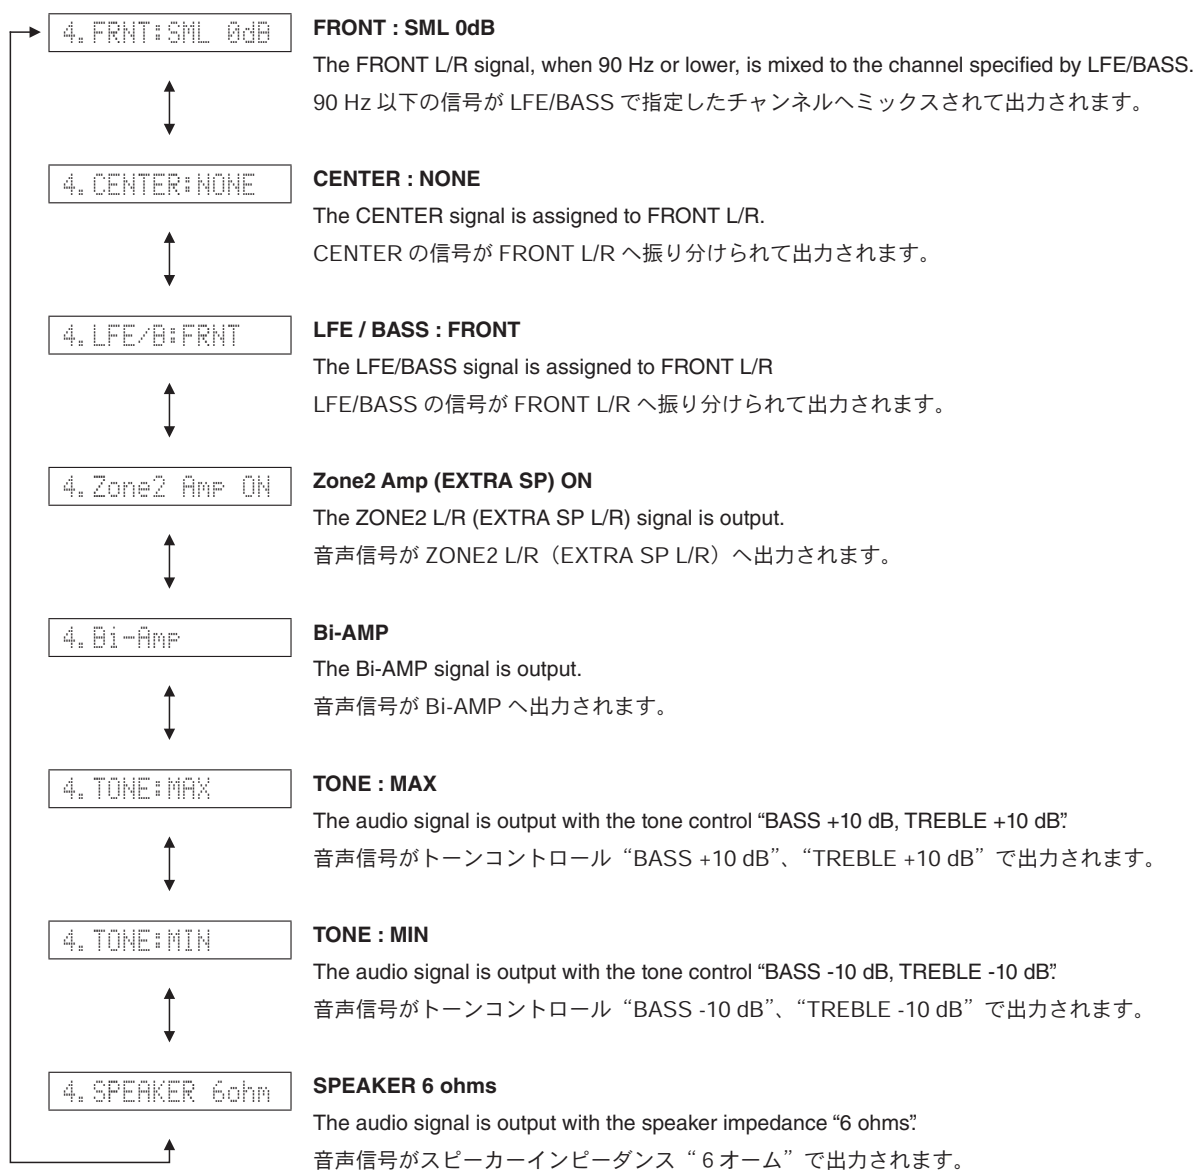 4.FRNT:SML 0dB
FRONT : SML 0dB
The FRONT L/R signal, when 90 Hz or lower, is mixed to the channel specified by LFE/BASS.
90 Hz 以下の信号が LFE/BASS で指定したチャンネルへミックスされて出力されます。
4.CENTER:NONE
CENTER : NONE
The CENTER signal is assigned to FRONT L/R.
CENTER の信号が FRONT L/R へ振り分けられて出力されます。
4.LFE/B:FRNT
LFE / BASS : FRONT
The LFE/BASS signal is assigned to FRONT L/R
LFE/BASS の信号が FRONT L/R へ振り分けられて出力されます。
4.Zone2 Amp ON
Zone2 Amp (EXTRA SP) ON
The ZONE2 L/R (EXTRA SP L/R) signal is output.
音声信号が ZONE2 L/R（EXTRA SP L/R）へ出力されます。
4.Bi-Amp
Bi-AMP
The Bi-AMP signal is output.
音声信号が Bi-AMP へ出力されます。
4.TONE:MAX
TONE : MAX
The audio signal is output with the tone control “BASS +10 dB, TREBLE +10 dB”.
音声信号がトーンコントロール“BASS +10 dB”、“TREBLE +10 dB”で出力されます。
4.TONE:MIN
TONE : MIN
The audio signal is output with the tone control “BASS -10 dB, TREBLE -10 dB”.
音声信号がトーンコントロール“BASS -10 dB”、“TREBLE -10 dB”で出力されます。
4.SPEAKER 6ohm
SPEAKER 6 ohms
The audio signal is output with the speaker impedance “6 ohms”.
音声信号がスピーカーインピーダンス“６オーム”で出力されます。